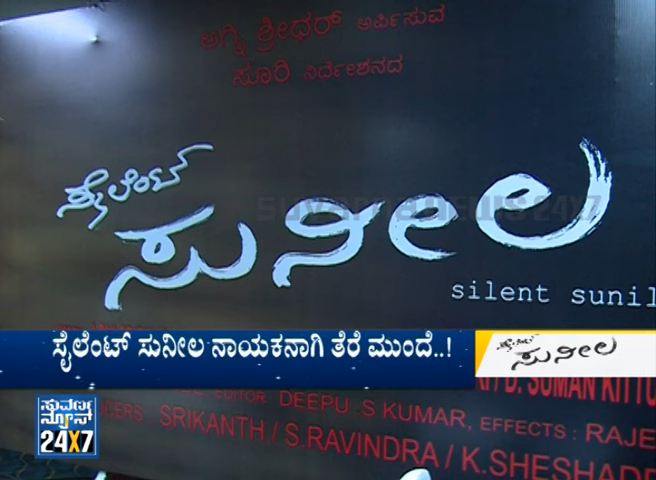 ಅಗ್ನಿ ಶ್ರೀಧರ್ ಅರ್ಪಿಸುವ
ಸೂರಿ ನಿರ್ದೇಶನದ
ಸೈಲೆಂಟ್
ಸುನೀಲ
silent sunil
ಸೈಲೆಂಟ್ ಸುನೀಲ ನಾಯಕನಾಗಿ ತೆರೆ ಮುಂದೆ..!
ಸೈಲೆಂಟ್
ಸುನೀಲ
D. SUMAN KITTU
EDITOR: DEEPU .S KUMAR, EFFECTS : RAJE
SRIKANTH / S.RAVINDRA / K.SHESHAD
ಸುವರ್ಣ
ನ್ಯೂಸ್
24X7